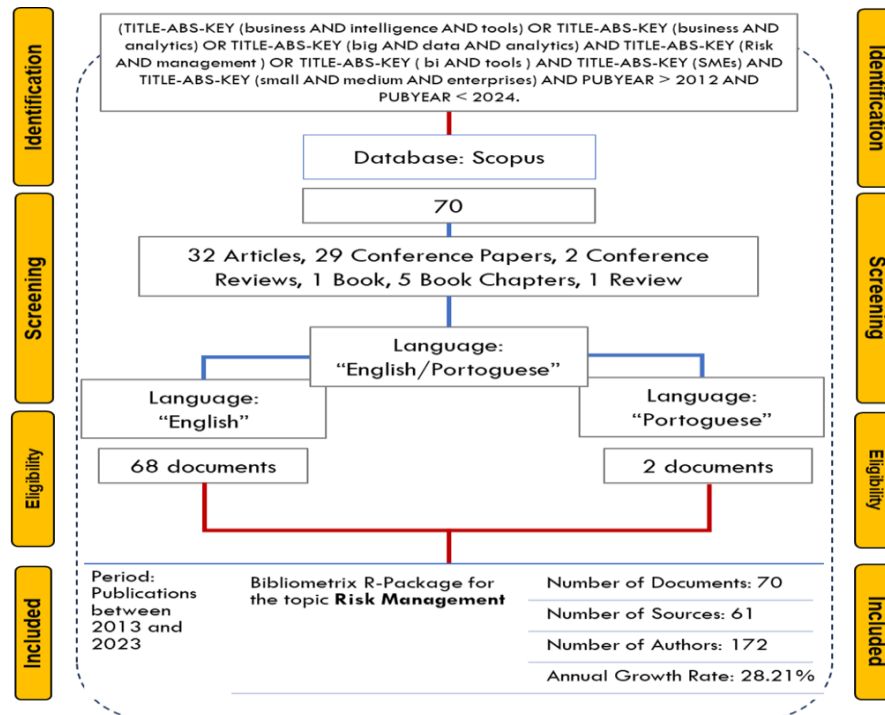 (TITLE-ABS-KEY (business AND intelligence AND tools) OR TITLE-ABS-KEY (business AND
analytics) OR TITLE-ABS-KEY (big AND data AND analytics) AND TITLE-ABS-KEY (Risk
AND management ) OR TITLE-ABS-KEY ( bi AND tools ) AND TITLE-ABS-KEY (SMEs) AND
TITLE-ABS-KEY (small AND medium AND enterprises) AND PUBYEAR > 2012 AND
PUBYEAR < 2024.
Identification
Identification
Database: Scopus
70
Screening
Screening
32 Articles, 29 Conference Papers, 2 Conference
Reviews, 1 Book, 5 Book Chapters, 1 Review
Language:
“English/Portuguese”
Language:
“English”
Language:
“Portoguese”
Eligibility
Eligibility
68 documents
2 documents
Included
Included
Period:
Publications
between
2013 and
2023
Bibliometrix R-Package for
the topic Risk Management
Number of Documents: 70
Number of Sources: 61
Number of Authors: 172
Annual Growth Rate: 28.21%